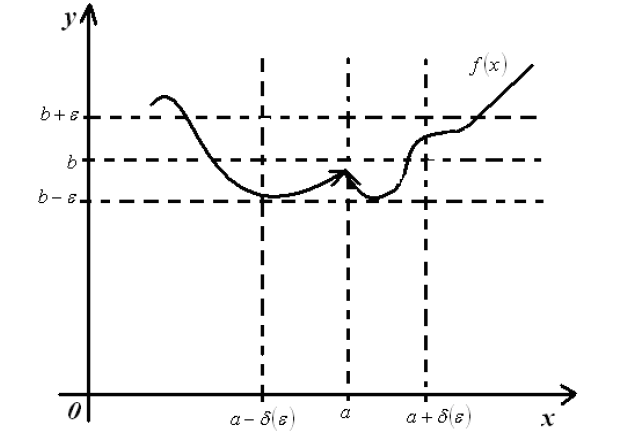 y
f(x)
b + ε
b
b − ε
0
a − δ(ε)
a
a + δ(ε)
x